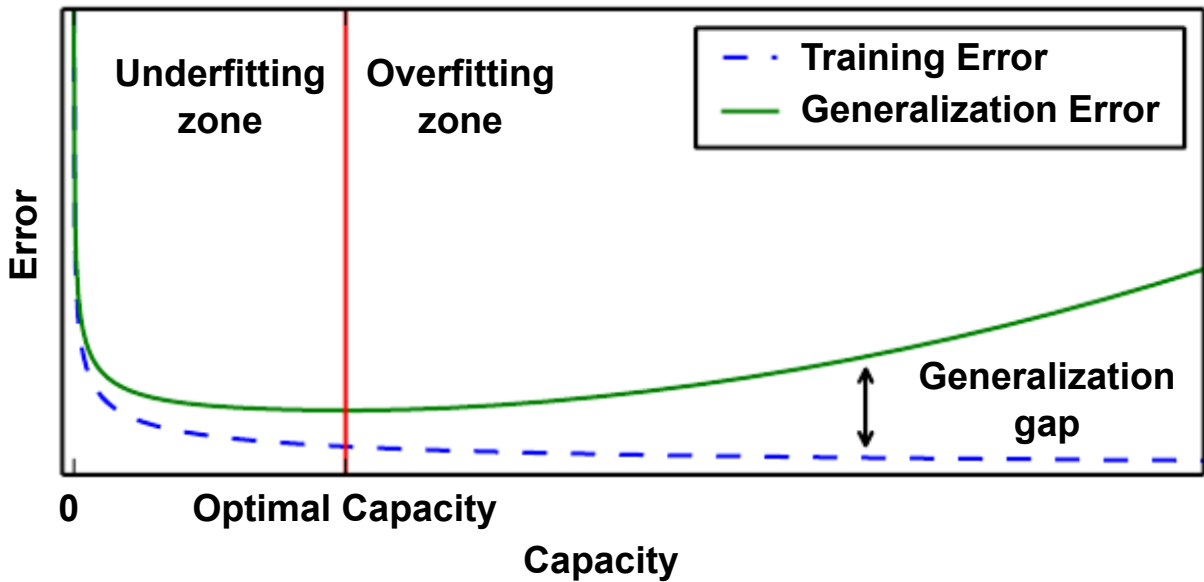 Underfitting
zone
Overfitting
zone
Training Error
Generalization Error
Error
Generalization
gap
0
Optimal Capacity
Capacity